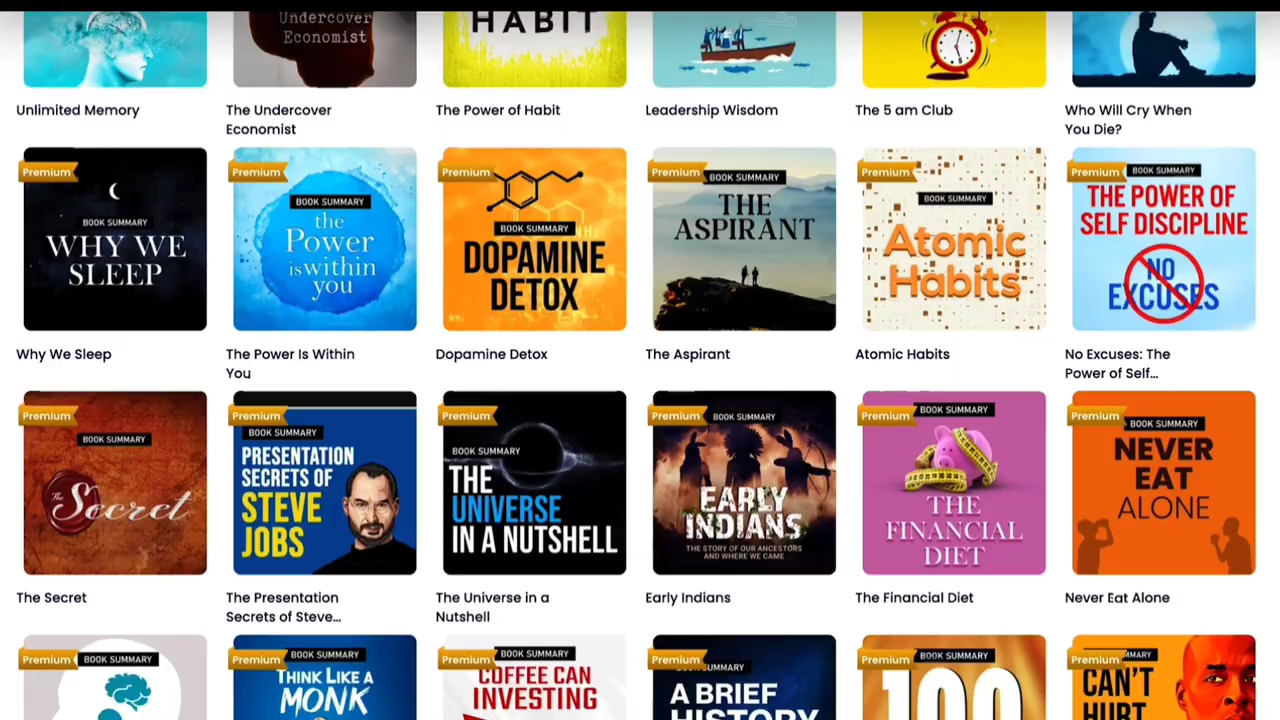 Undercover
Economist
HABIT
Unlimited Memory
The Undercover
Economist
The Power of Habit
Leadership Wisdom
The 5 am Club
Who Will Cry When
You Die?
Premium
BOOK SUMMARY
WHY WE
SLEEP
Premium
BOOK SUMMARY
the
Power
is within
you
Premium
BOOK SUMMARY
DOPAMINE
DETOX
Premium
BOOK SUMMARY
THE
ASPIRANT
Premium
BOOK SUMMARY
Atomic
Habits
Premium
BOOK SUMMARY
THE POWER OF
SELF DISCIPLINE
NO
EXCUSES
Why We Sleep
The Power Is Within
You
Dopamine Detox
The Aspirant
Atomic Habits
No Excuses: The
Power of Self...
Premium
BOOK SUMMARY
The
Secret
Premium
BOOK SUMMARY
PRESENTATION
SECRETS OF
STEVE
JOBS
Premium
BOOK SUMMARY
THE
UNIVERSE
IN A NUTSHELL
Premium
BOOK SUMMARY
EARLY
INDIANS
THE STORY OF OUR ANCESTORS
AND WHERE WE CAME
Premium
BOOK SUMMARY
THE
FINANCIAL
DIET
Premium
BOOK SUMMARY
NEVER
EAT
ALONE
The Secret
The Presentation
Secrets of Steve...
The Universe in a
Nutshell
Early Indians
The Financial Diet
Never Eat Alone
Premium
BOOK SUMMARY
Premium
BOOK SUMMARY
THINK LIKE A
MONK
Premium
BOOK SUMMARY
COFFEE CAN
INVESTING
Premium
SUMMARY
A BRIEF
HISTORY
Premium
BOOK SUMMARY
100
Premium
MMARY
CAN'T
HURT